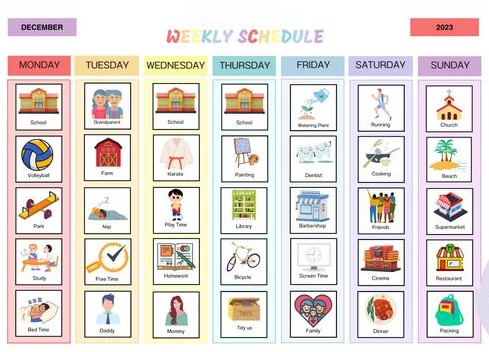 DECEMBER
WEEKLY SCHEDULE
2023
MONDAY TUESDAY WEDNESDAY THURSDAY FRIDAY SATURDAY SUNDAY
School Grandparent School School Watering Plant Running Church
Volleyball Farm Karate Painting Dentist Cooking Beach
Park Nap Play Time Library Barbershop Friends Supermarket
Study FREE Free Time Homework Bicycle Screen Time Cinema Restaurant
Bed Time Daddy Mommy TOYS Tidy up Family Dinner Packing